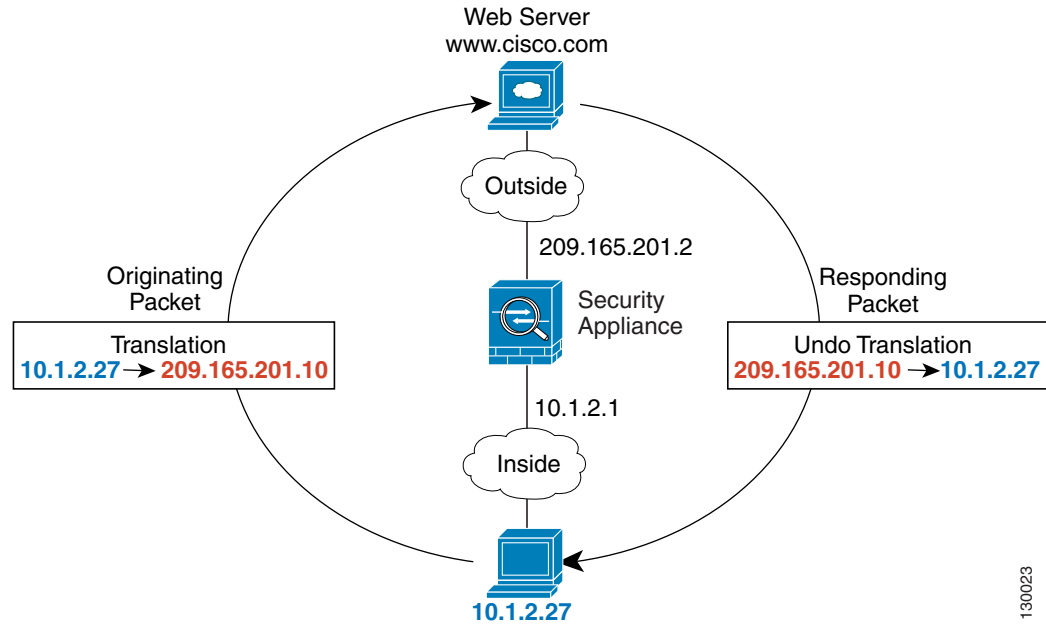 Web Server
www.cisco.com
Outside
209.165.201.2
Originating
Packet
Responding
Packet
Security
Appliance
Translation
10.1.2.27 → 209.165.201.10
Undo Translation
209.165.201.10 → 10.1.2.27
10.1.2.1
Inside
10.1.2.27
130023